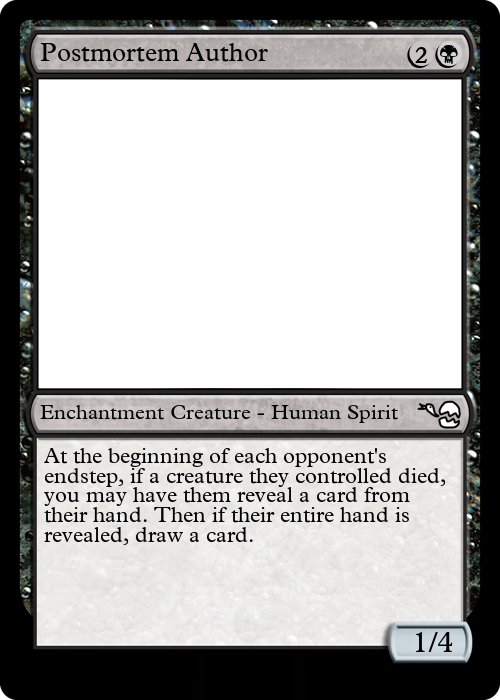 Postmortem Author 2
Enchantment Creature - Human Spirit
At the beginning of each opponent's
endstep, if a creature they controlled died,
you may have them reveal a card from
their hand. Then if their entire hand is
revealed, draw a card.
1/4